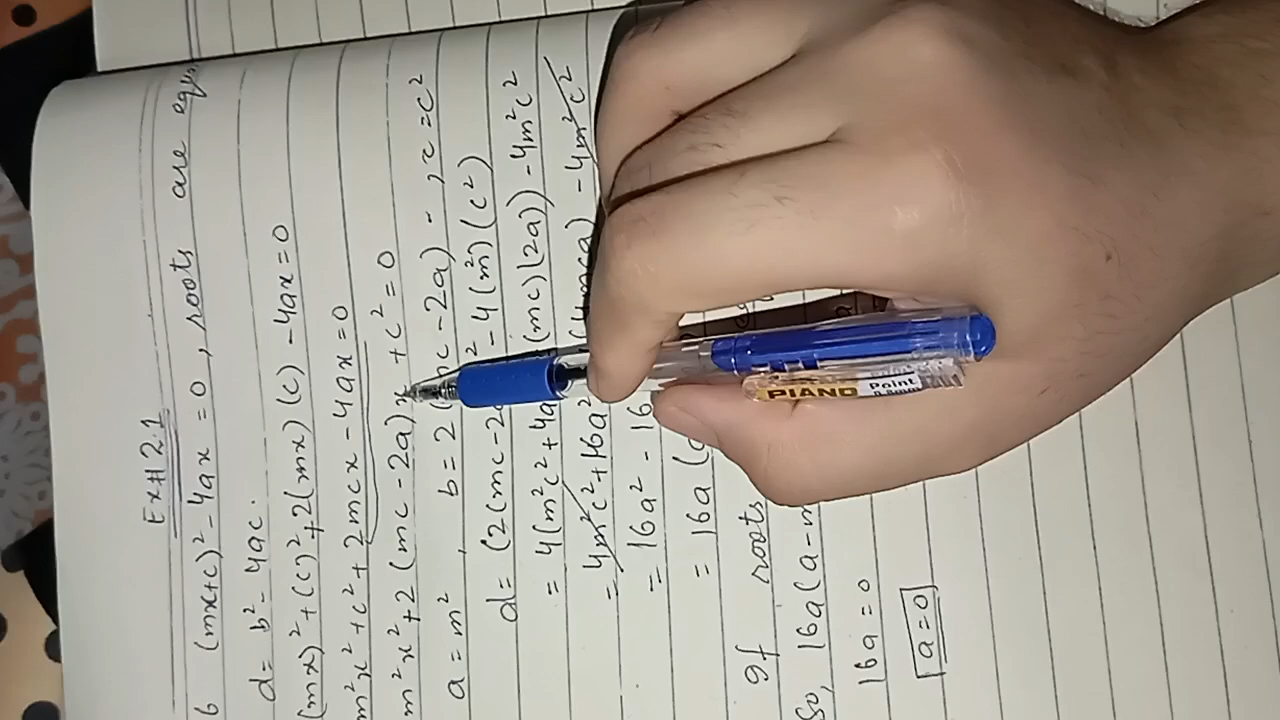 Ex # 2.1
6 (mx+c)² - 4ax = 0 , roots are
d = b² - 4ac.
(mx)² + (c)² + 2(mx)(c) - 4ax = 0
m²x² + c² + 2mcx - 4ax = 0
m²x² + 2(mc - 2a)x + c² = 0
a = m² , b = 2( - 2a) - , c = c²
d = (2(mc - 2 ² - 4(m²)(c²)
= 4(m²c² + 4a (mc)(2a)) - 4m²c²
= 4m²c² + 16a² (4mca) - 4m²c²
= 16a² - 16
= 16a (
If roots
So, 16a(a - m
16a = 0
a = 0
PIANO
Point